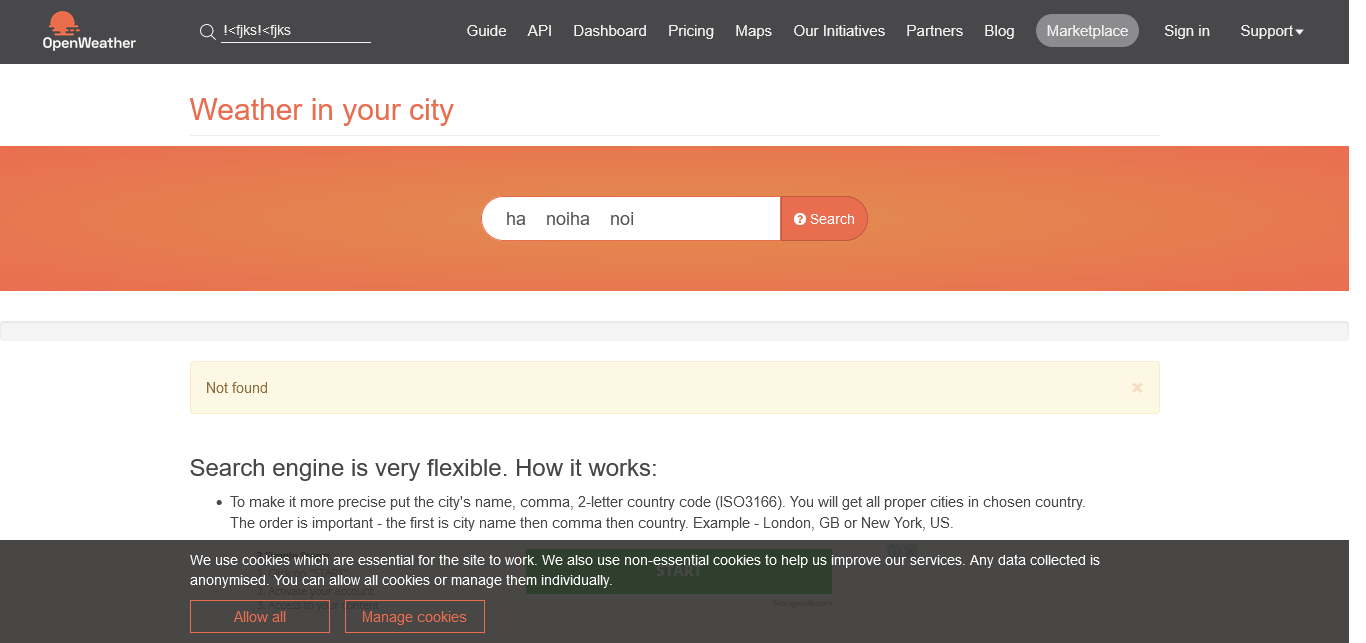 OpenWeather
!<fjks!<fjks
Guide API Dashboard Pricing Maps Our Initiatives Partners Blog Marketplace Sign in Support
Weather in your city
ha noiha noi
Search
Not found
×
Search engine is very flexible. How it works:
• To make it more precise put the city's name, comma, 2-letter country code (ISO3166). You will get all proper cities in chosen country.
The order is important - the first is city name then comma then country. Example - London, GB or New York, US.
We use cookies which are essential for the site to work. We also use non-essential cookies to help us improve our services. Any data collected is
anonymised. You can allow all cookies or manage them individually.
START
2. Activate your account
3. Access to your content
Allow all
Manage cookies